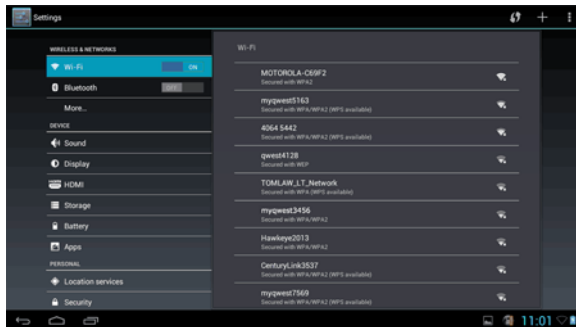 Settings
WIRELESS & NETWORKS
Wi-Fi
ON
Bluetooth
OFF
More...
DEVICE
Sound
Display
HDMI
Storage
Battery
Apps
PERSONAL
Location services
Security
Wi-Fi
MOTOROLA-C69F2
Secured with WPA2
myqwest5163
Secured with WPA/WPA2 (WPS available)
4064 5442
Secured with WPA/WPA2 (WPS available)
qwest4128
Secured with WEP
TOMLAW_LT_Network
Secured with WPA (WPS available)
myqwest3456
Secured with WPA/WPA2
Hawkeye2013
Secured with WPA/WPA2
CenturyLink3537
Secured with WPA/WPA2 (WPS available)
myqwest7569
Secured with WPA/WPA2 (WPS available)
11:01